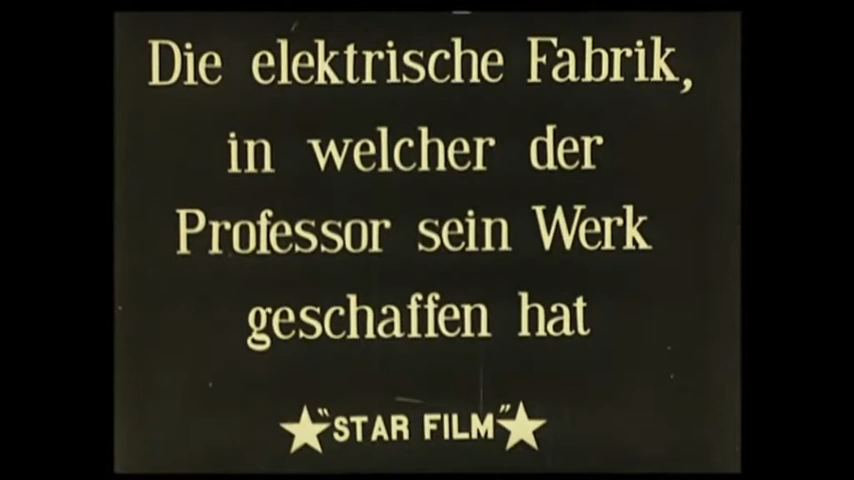 Die elektrische Fabrik,
in welcher der
Professor sein Werk
geschaffen hat
★"STAR FILM"★